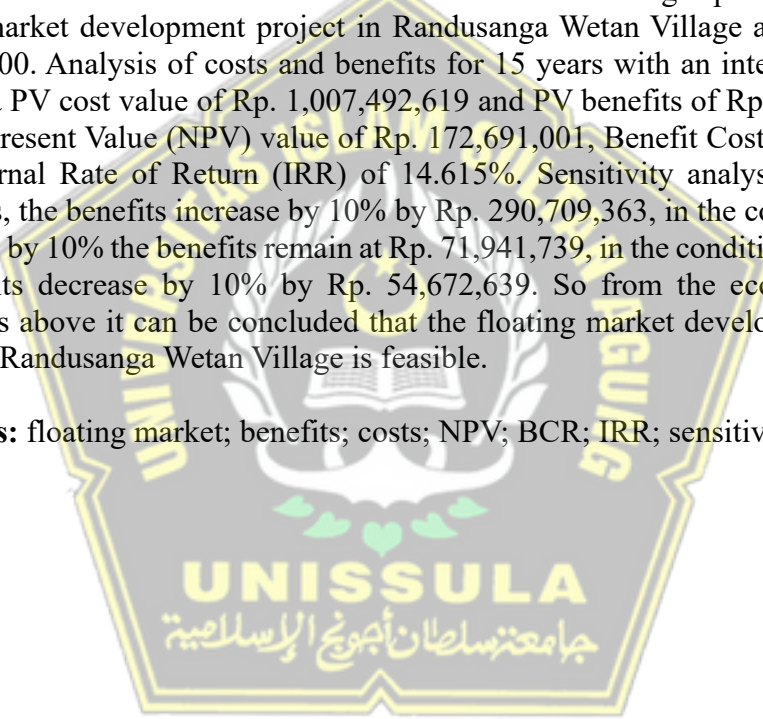 market development project in Randusanga Wetan Village a
00. Analysis of costs and benefits for 15 years with an inte
PV cost value of Rp. 1,007,492,619 and PV benefits of Rp
resent Value (NPV) value of Rp. 172,691,001, Benefit Cost
rnal Rate of Return (IRR) of 14.615%. Sensitivity analys
s, the benefits increase by 10% by Rp. 290,709,363, in the co
by 10% the benefits remain at Rp. 71,941,739, in the conditi
its decrease by 10% by Rp. 54,672,639. So from the eco
s above it can be concluded that the floating market develo
Randusanga Wetan Village is feasible.
s: floating market; benefits; costs; NPV; BCR; IRR; sensitiv
UNIVERSITAS ISLAM SULTAN AGUNG
UNISSULA
جامعة سلطان أجونج الإسلامية